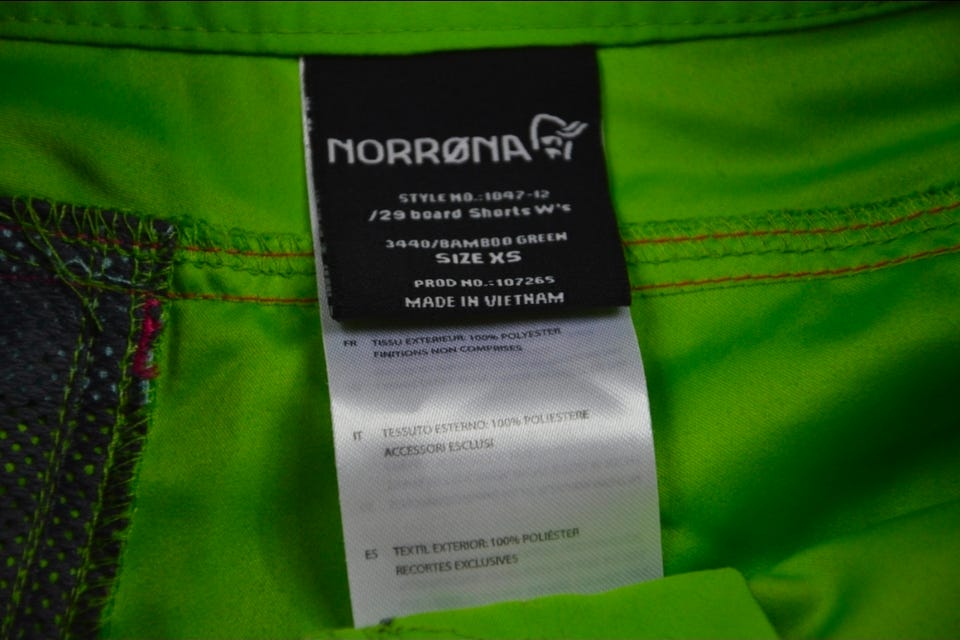 NORRØNA
STYLE NO.:1047-12
/29 board Shorts W's
3440/BAMBOO GREEN
SIZE XS
PROD NO.:107265
MADE IN VIETNAM
FR TISSU EXTERIEUR: 100% POLYESTER
FINITIONS NON COMPRISES
IT TESSUTO ESTERNO: 100% POLIESTERE
ACCESSORI ESCLUSI
ES TEXTIL EXTERIOR: 100% POLIÉSTER
RECORTES EXCLUSIVES